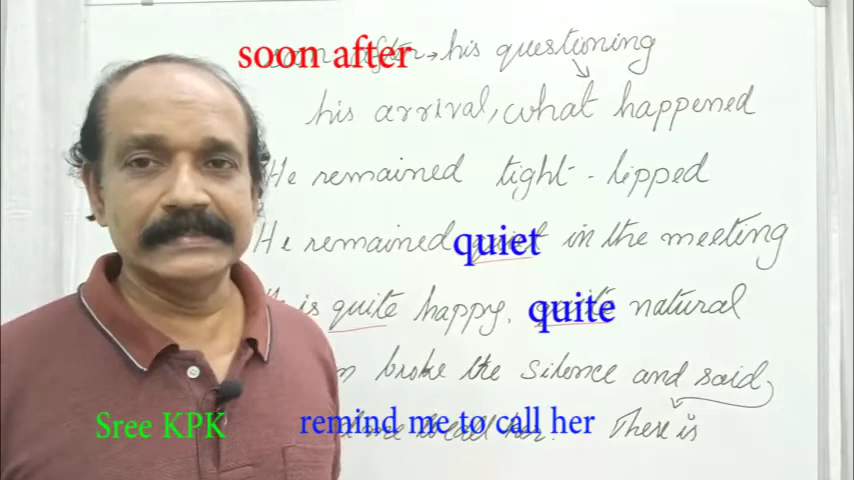 soon after → his questioning
his arrival, what happened
He remained tight-lipped
He remained quiet in the meeting
is quite happy. quite natural
broke the silence and said,
Sree KPK remind me to call her There is